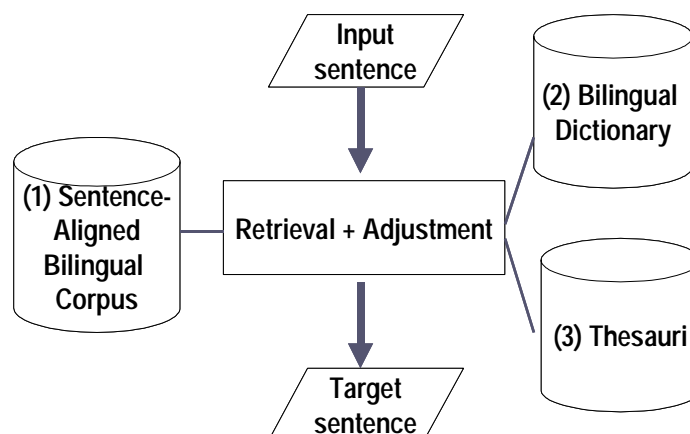 Input
sentence
(2) Bilingual
Dictionary
(1) Sentence-
Aligned
Bilingual
Corpus
Retrieval + Adjustment
(3) Thesauri
Target
sentence